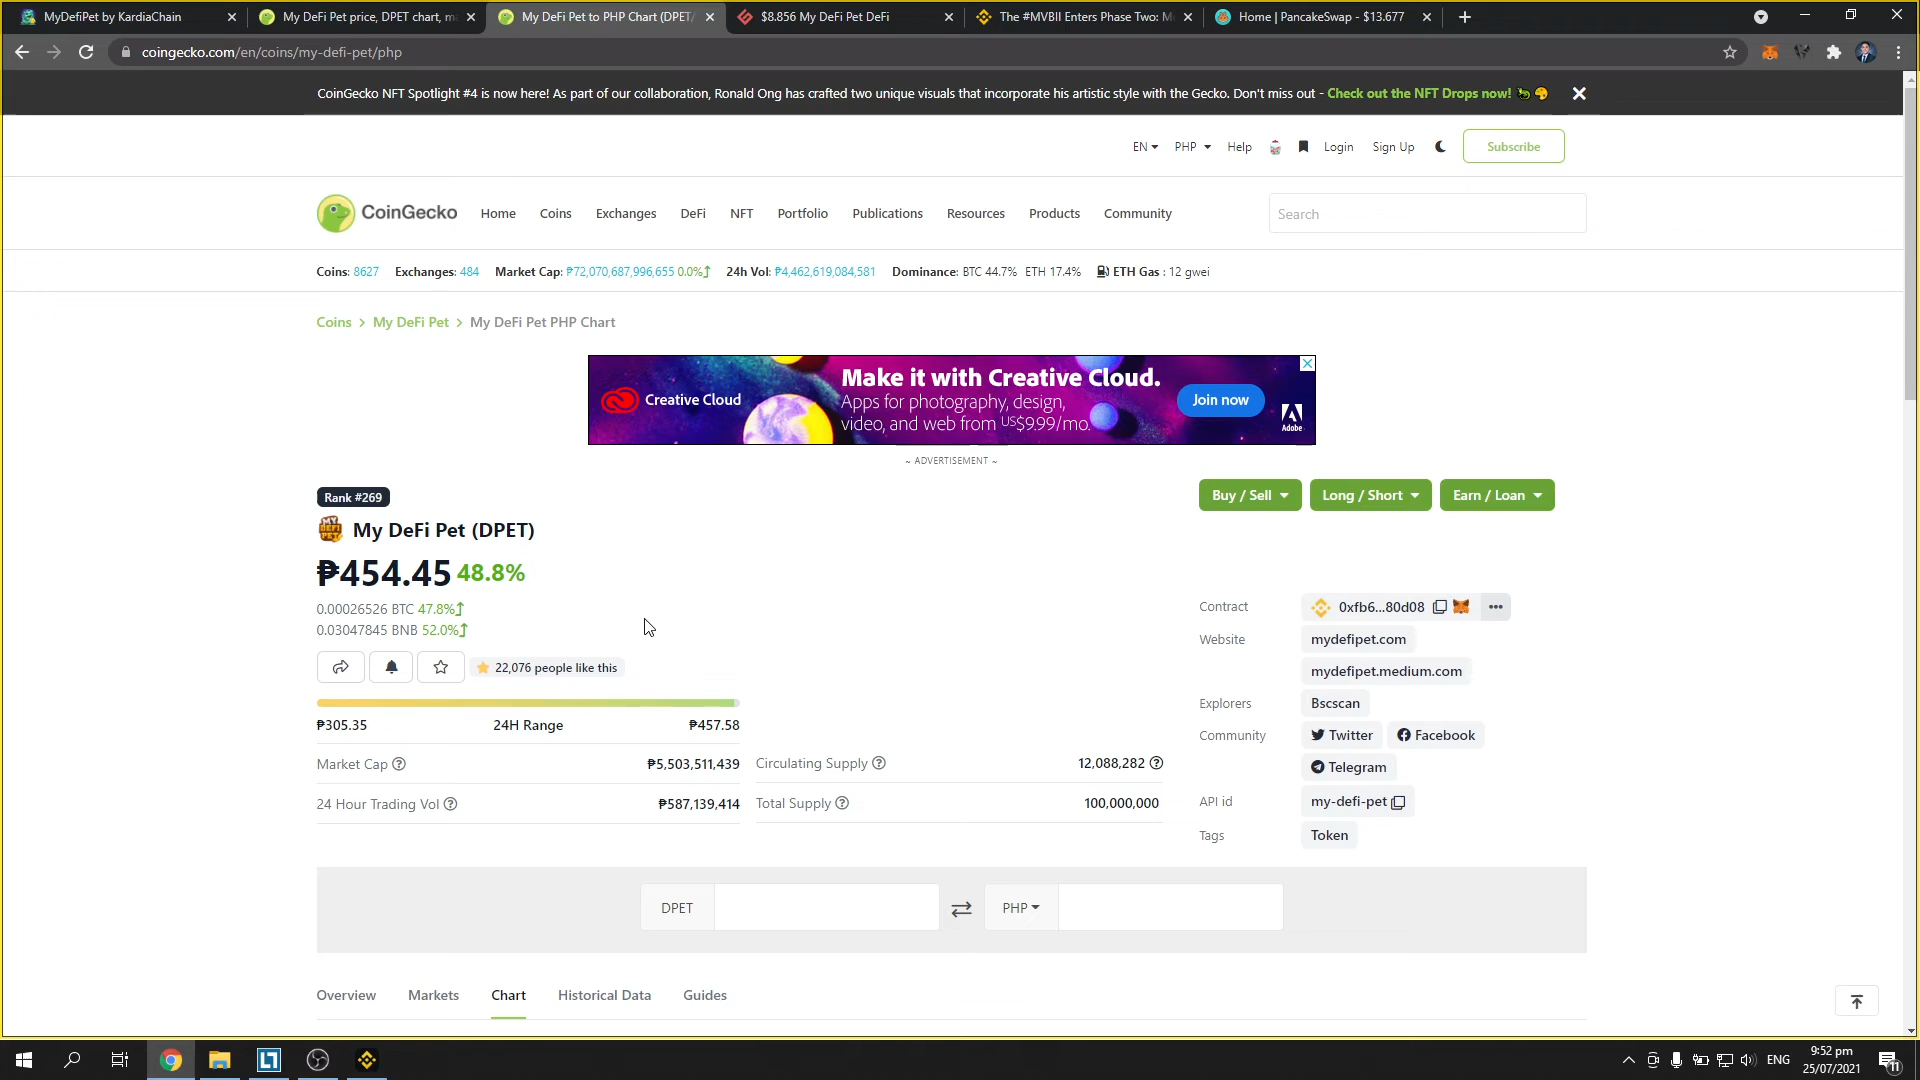 MyDefiPet by KardiaChain
My DeFi Pet price, DPET chart, ma
My DeFi Pet to PHP Chart (DPET/
$8.856 My DeFi Pet DeFi
The #MVBII Enters Phase Two: M
Home | PancakeSwap - $13.677
coingecko.com/en/coins/my-defi-pet/php
CoinGecko NFT Spotlight #4 is now here! As part of our collaboration, Ronald Ong has crafted two unique visuals that incorporate his artistic style with the Gecko. Don't miss out - Check out the NFT Drops now!
EN PHP Help Login Sign Up Subscribe
CoinGecko Home Coins Exchanges DeFi NFT Portfolio Publications Resources Products Community Search
Coins: 8627 Exchanges: 484 Market Cap: ₱72,070,687,996,655 0.0% 24h Vol: ₱4,462,619,084,581 Dominance: BTC 44.7% ETH 17.4% ETH Gas : 12 gwei
Coins > My DeFi Pet > My DeFi Pet PHP Chart
Creative Cloud
Make it with Creative Cloud.
Apps for photography, design,
video, and web from US$9.99/mo.
Join now
Adobe
~ ADVERTISEMENT ~
Rank #269
My DeFi Pet (DPET)
₱454.45 48.8%
0.00026526 BTC 47.8%
0.03047845 BNB 52.0%
22,076 people like this
₱305.35 24H Range ₱457.58
Market Cap ₱5,503,511,439
24 Hour Trading Vol ₱587,139,414
Circulating Supply 12,088,282
Total Supply 100,000,000
Buy / Sell Long / Short Earn / Loan
Contract 0xfb6...80d08
Website mydefipet.com
mydefipet.medium.com
Explorers Bscscan
Community Twitter Facebook
Telegram
API id my-defi-pet
Tags Token
DPET PHP
Overview Markets Chart Historical Data Guides
ENG
9:52 pm
25/07/2021
11